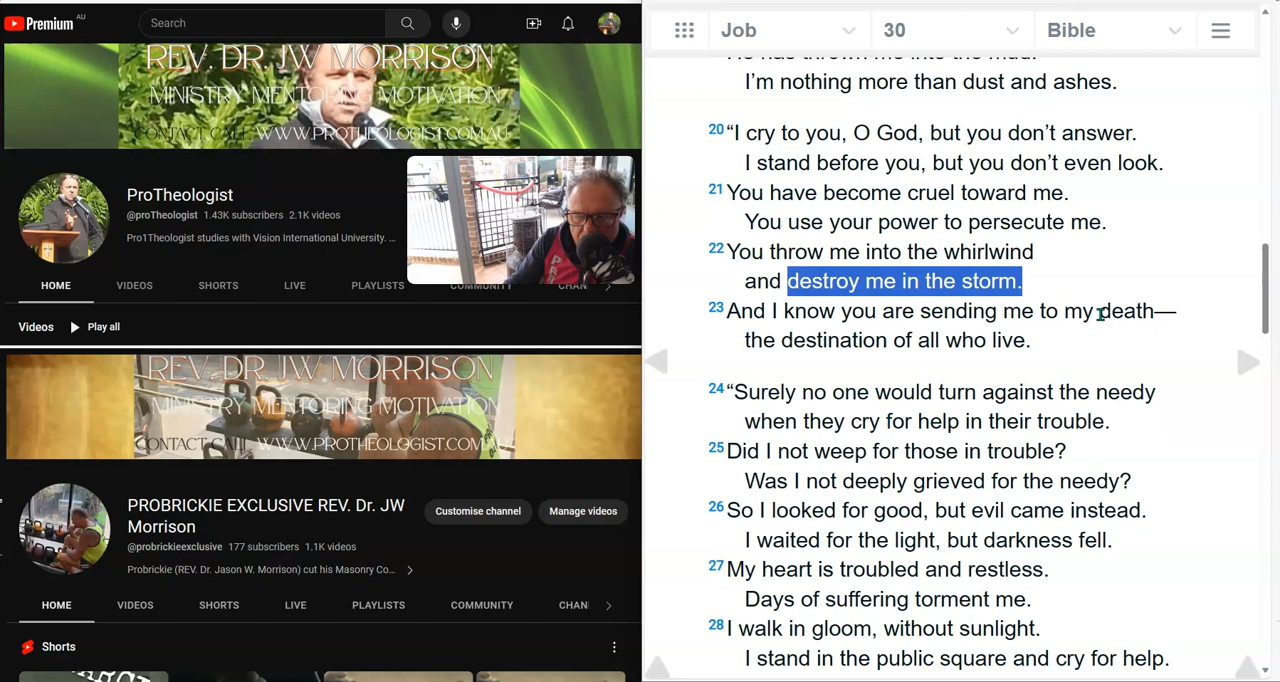 Premium AU
Search
REV. DR. JW MORRISON
MINISTRY MENTORING MOTIVATION
CONTACT CALL WWW.PROTHEOLOGIST.COM.AU
ProTheologist
@proTheologist 1.43K subscribers 2.1K videos
Pro1Theologist studies with Vision International University. ...
HOME VIDEOS SHORTS LIVE PLAYLISTS COMMUNITY CHAN
Videos Play all
REV DR JW MORRISON
MINISTRY MENTORING MOTIVATION
CONTACT CALL WWW.PROTHEOLOGIST.COM.AU
PROBRICKIE EXCLUSIVE REV. Dr. JW
Morrison
Customise channel Manage videos
@probrickieexclusive 177 subscribers 1.1K videos
Probrickie (REV. Dr. Jason W. Morrison) cut his Masonry Co...
HOME VIDEOS SHORTS LIVE PLAYLISTS COMMUNITY CHAN
Shorts
Job 30 Bible
He has thrown me into the mud.
I’m nothing more than dust and ashes.
20 “I cry to you, O God, but you don’t answer.
I stand before you, but you don’t even look.
21 You have become cruel toward me.
You use your power to persecute me.
22 You throw me into the whirlwind
and destroy me in the storm.
23 And I know you are sending me to my death—
the destination of all who live.
24 “Surely no one would turn against the needy
when they cry for help in their trouble.
25 Did I not weep for those in trouble?
Was I not deeply grieved for the needy?
26 So I looked for good, but evil came instead.
I waited for the light, but darkness fell.
27 My heart is troubled and restless.
Days of suffering torment me.
28 I walk in gloom, without sunlight.
I stand in the public square and cry for help.